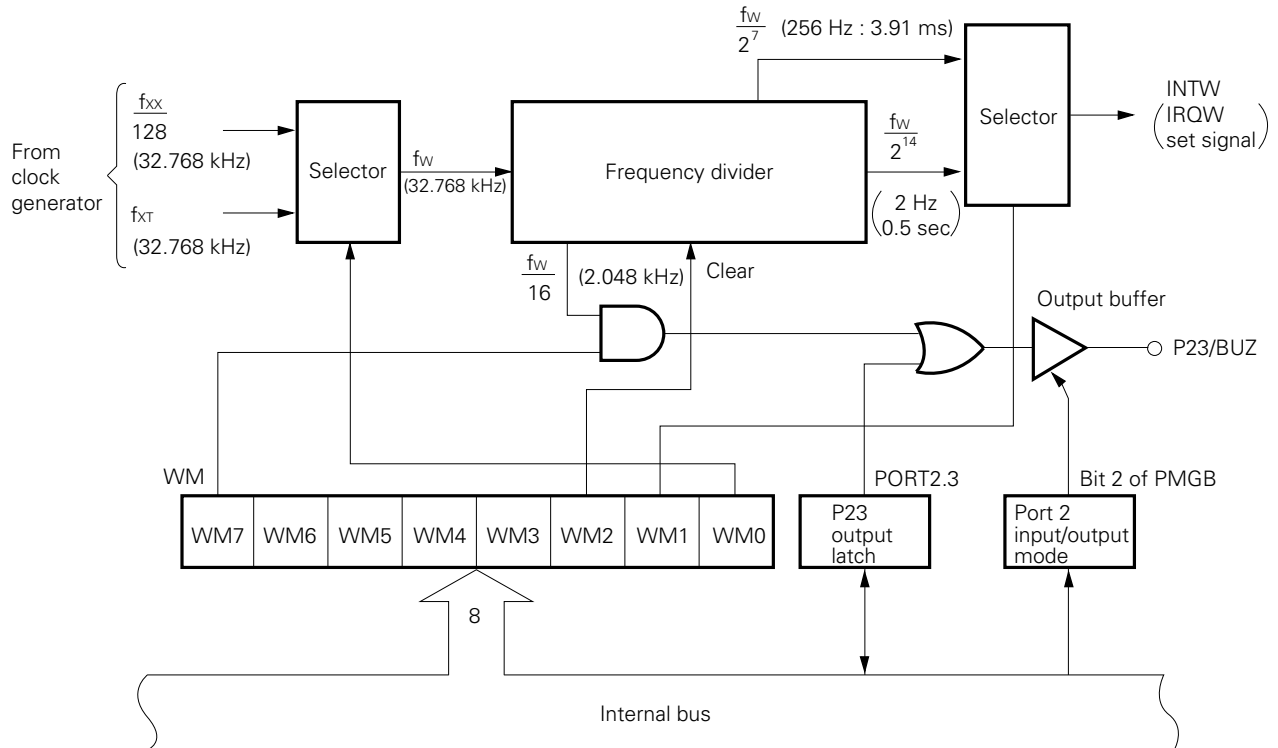 fW
2^7 (256 Hz : 3.91 ms)
From
clock
generator
fXX
128
(32.768 kHz)
fXT
(32.768 kHz)
Selector
fW
(32.768 kHz)
Frequency divider
fW
2^14
2 Hz
0.5 sec
Selector
INTW
IRQW
set signal
fW
16
(2.048 kHz)
Clear
Output buffer
P23/BUZ
WM
WM7 WM6 WM5 WM4 WM3 WM2 WM1 WM0
PORT2.3
P23
output
latch
Bit 2 of PMGB
Port 2
input/output
mode
8
Internal bus